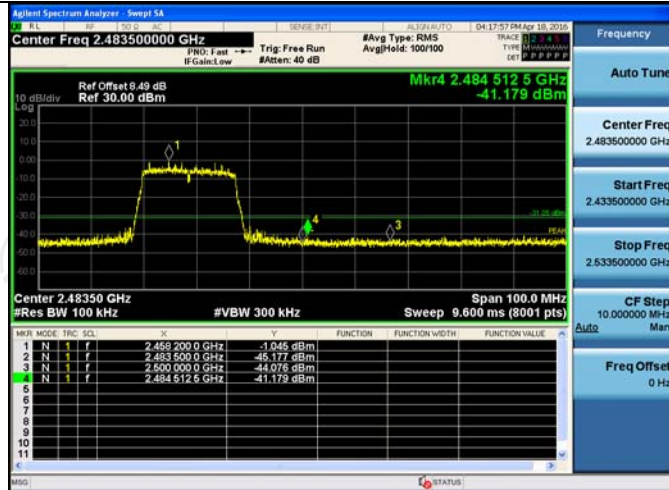 Agilent Spectrum Analyzer - Swept SA
RL RF 50 Ω AC SENSE:INT ALIGNAUTO 04:17:57 PM Apr 18, 2016
Center Freq 2.483500000 GHz
PNO: Fast
IFGain:Low
Trig: Free Run
#Atten: 40 dB
#Avg Type: RMS
Avg|Hold: 100/100
TRACE 1 2 3 4 5 6
TYPE M
DET P P P P P P
Frequency
Mkr4 2.484 512 5 GHz
-41.179 dBm
Ref Offset 8.49 dB
Ref 30.00 dBm
10 dB/div
Log
20.0
10.0
0.00
-10.0
-20.0
-30.0
-40.0
-50.0
-60.0
1
4
3
-31.05 dBm
PEAK
Center 2.48350 GHz
#Res BW 100 kHz
#VBW 300 kHz
Span 100.0 MHz
Sweep 9.600 ms (8001 pts)
MKR MODE TRC SCL X Y FUNCTION FUNCTION WIDTH FUNCTION VALUE
1 N 1 f 2.458 200 0 GHz -1.045 dBm
2 N 1 f 2.483 500 0 GHz -45.177 dBm
3 N 1 f 2.500 000 0 GHz -44.076 dBm
4 N 1 f 2.484 512 5 GHz -41.179 dBm
5
6
7
8
9
10
11
MSG
STATUS
Auto Tune
Center Freq
2.483500000 GHz
Start Freq
2.433500000 GHz
Stop Freq
2.533500000 GHz
CF Step
10.000000 MHz
Auto Man
Freq Offset
0 Hz